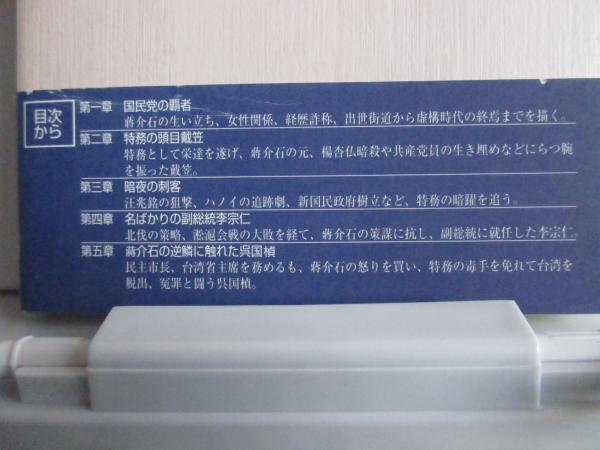 目次
から
第一章 国民党の覇者
蔣介石の生い立ち、女性関係、経歴詐称、出世街道から虚構時代の終焉までを描く。
第二章 特務の頭目戴笠
特務として栄達を遂げ、蔣介石の元、楊杏仏暗殺や共産党員の生き埋めなどにらつ腕
を振った戴笠。
第三章 暗夜の刺客
汪兆銘の狙撃、ハノイの追跡劇、新国民政府樹立など、特務の暗躍を追う。
第四章 名ばかりの副総統李宗仁
北伐の策略、淞滬会戦の大敗を経て、蔣介石の策謀に抗し、副総統に就任した李宗仁。
第五章 蔣介石の逆鱗に触れた呉国楨
民主市長、台湾省主席を務めるも、蔣介石の怒りを買い、特務の毒手を免れて台湾を
脱出、冤罪と闘う呉国楨。